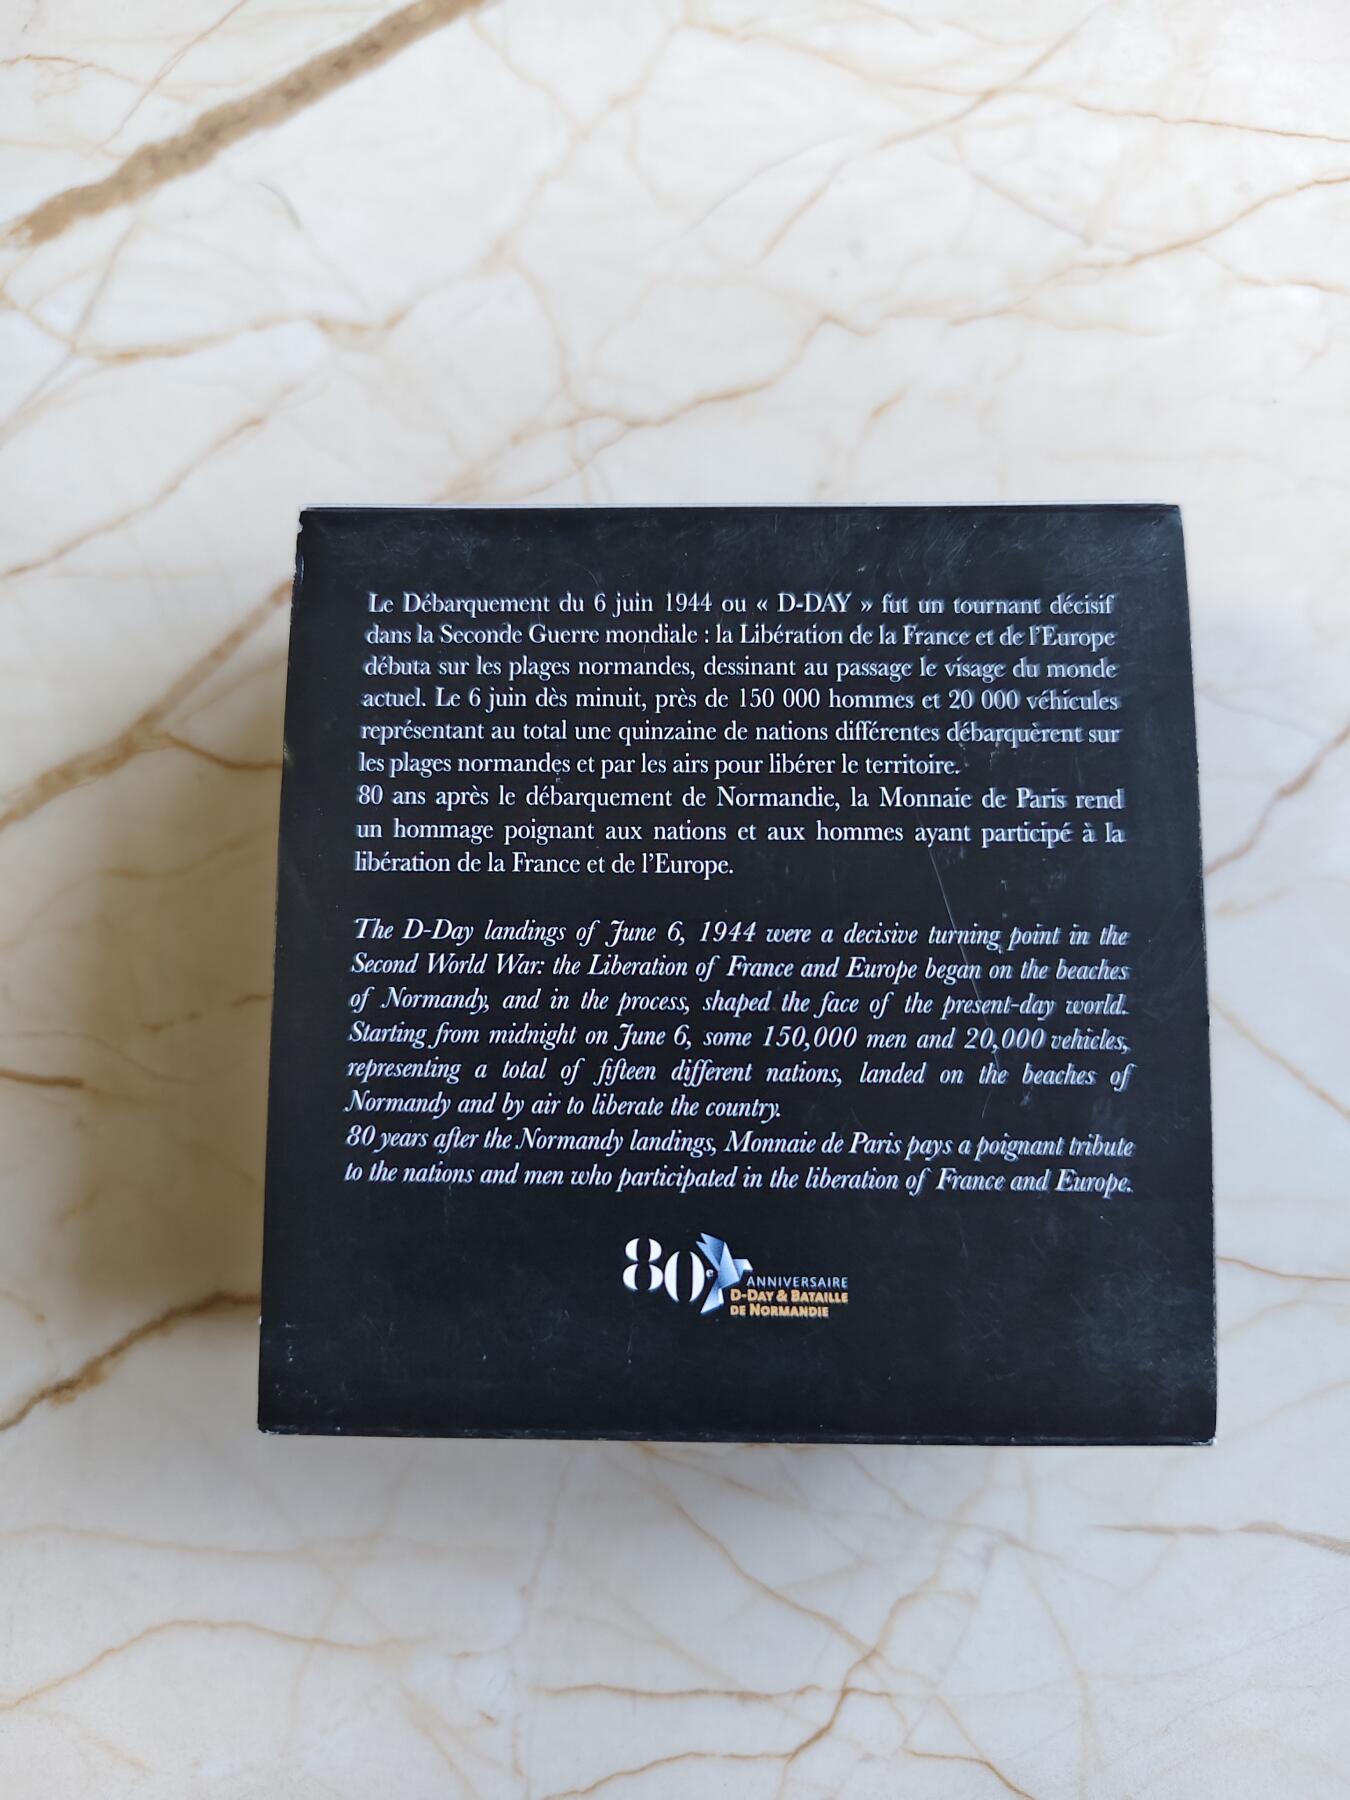 Le Débarquement du 6 juin 1944 ou « D-DAY » fut un tournant décisif
dans la Seconde Guerre mondiale : la Libération de la France et de l'Europe
débuta sur les plages normandes, dessinant au passage le visage du monde
actuel. Le 6 juin dès minuit, près de 150 000 hommes et 20 000 véhicules
représentant au total une quinzaine de nations différentes débarquèrent sur
les plages normandes et par les airs pour libérer le territoire.
80 ans après le débarquement de Normandie, la Monnaie de Paris rend
un hommage poignant aux nations et aux hommes ayant participé à la
libération de la France et de l'Europe.
The D-Day landings of June 6, 1944 were a decisive turning point in the
Second World War: the Liberation of France and Europe began on the beaches
of Normandy, and in the process, shaped the face of the present-day world.
Starting from midnight on June 6, some 150,000 men and 20,000 vehicles,
representing a total of fifteen different nations, landed on the beaches of
Normandy and by air to liberate the country.
80 years after the Normandy landings, Monnaie de Paris pays a poignant tribute
to the nations and men who participated in the liberation of France and Europe.
80e ANNIVERSAIRE
D-DAY & BATAILLE
DE NORMANDIE